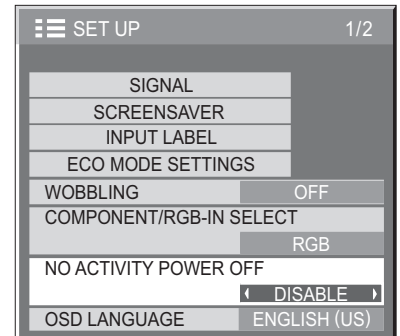 SET UP 1/2
SIGNAL
SCREENSAVER
INPUT LABEL
ECO MODE SETTINGS
WOBBLING OFF
COMPONENT/RGB-IN SELECT
RGB
NO ACTIVITY POWER OFF
DISABLE
OSD LANGUAGE ENGLISH (US)